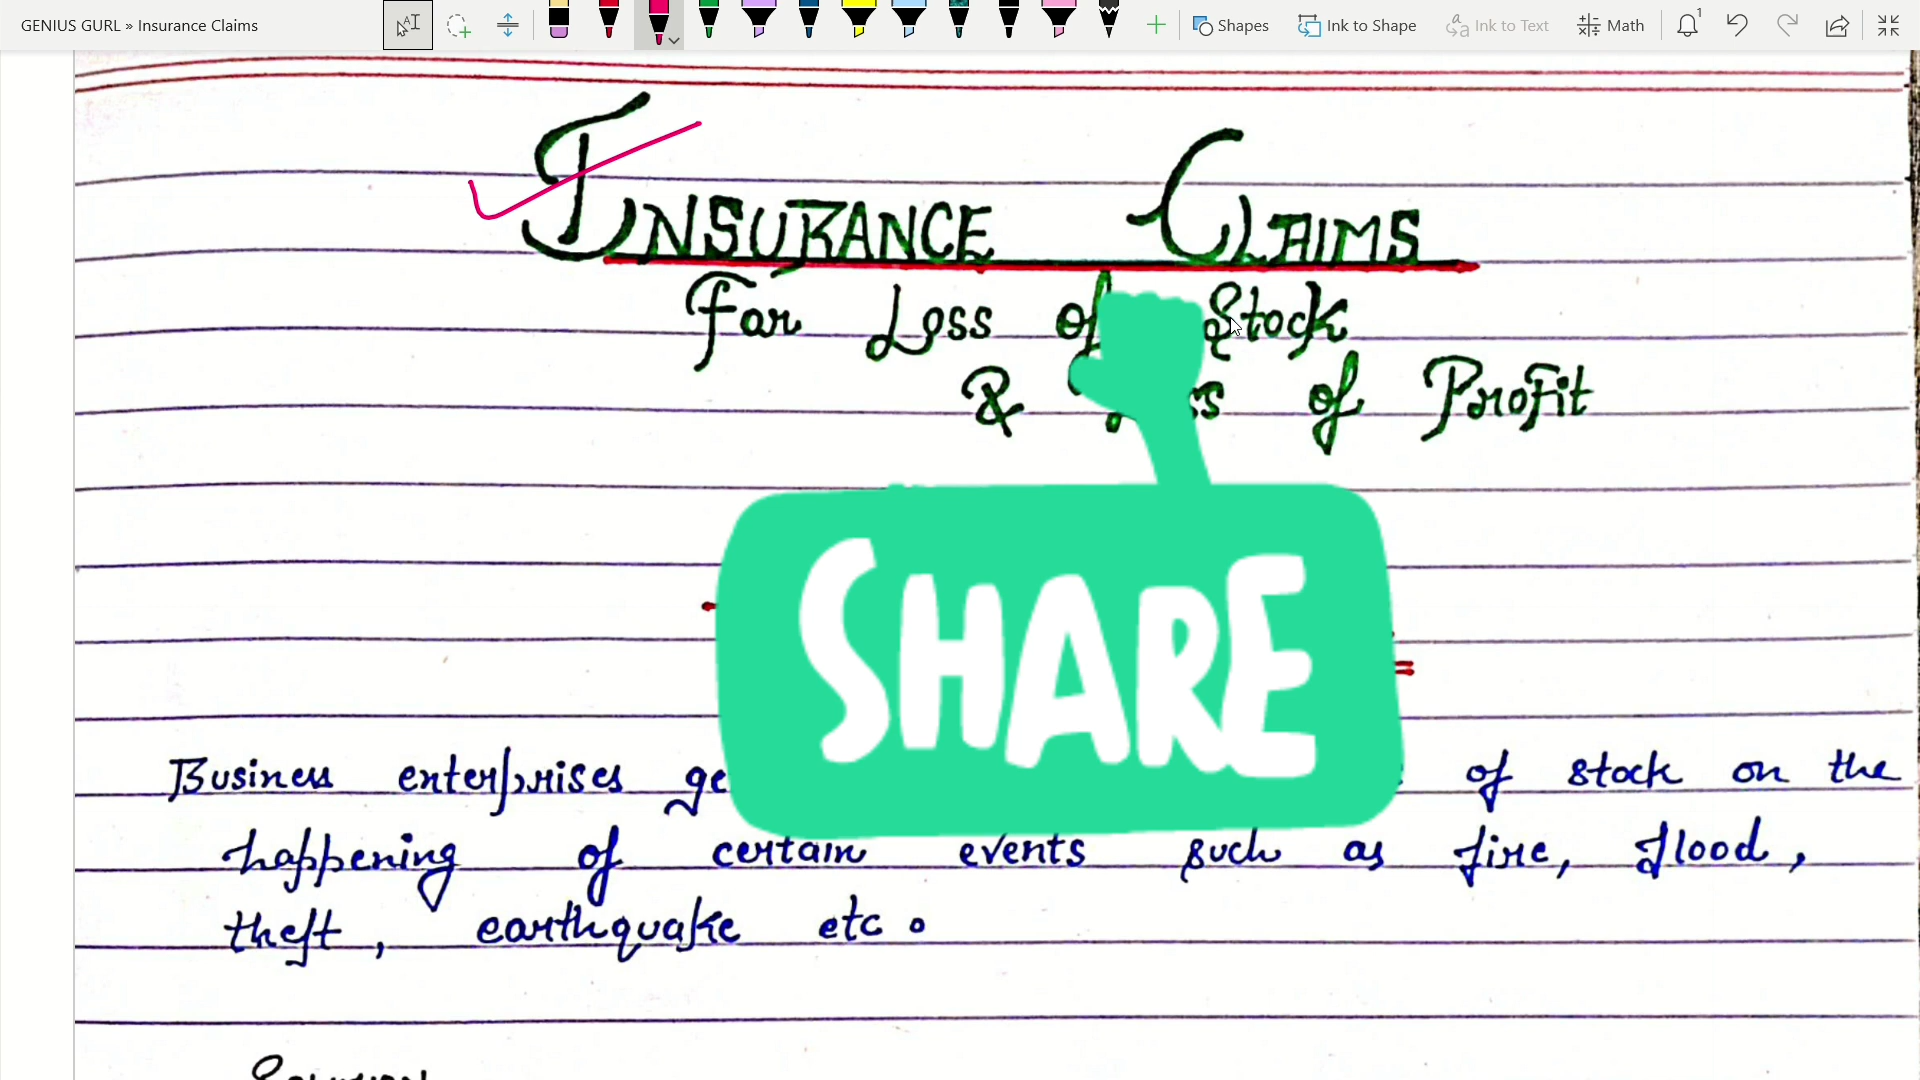 GENIUS GURL » Insurance Claims
Shapes
Ink to Shape
Ink to Text
Math
1
INSURANCE CLAIMS
For Loss of Stock
& of Profit
SHARE
Business enterprises of stock on the
happening of certain events such as fire, flood,
theft, earthquake etc.